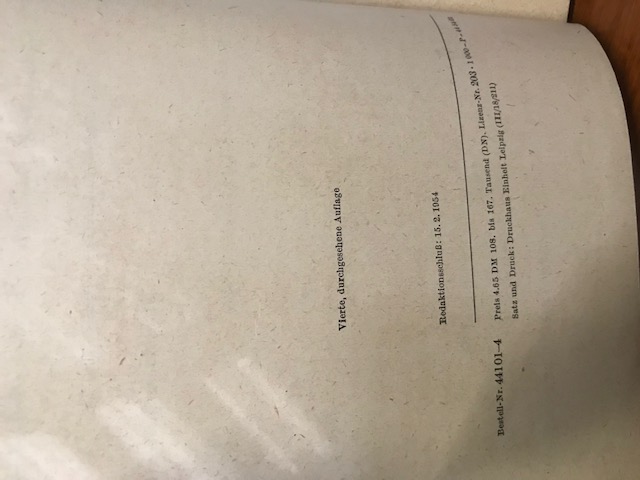 Vierte, durchgesehene Auflage
Redaktionsschluß: 15. 2. 1954
Bestell-Nr. 44101–4 Preis 4.65 DM 108. bis 167. Tausend (DN). Lizenz-Nr. 203 · 1000–P–
Satz und Druck: Druckhaus Einheit Leipzig (III/18/211)